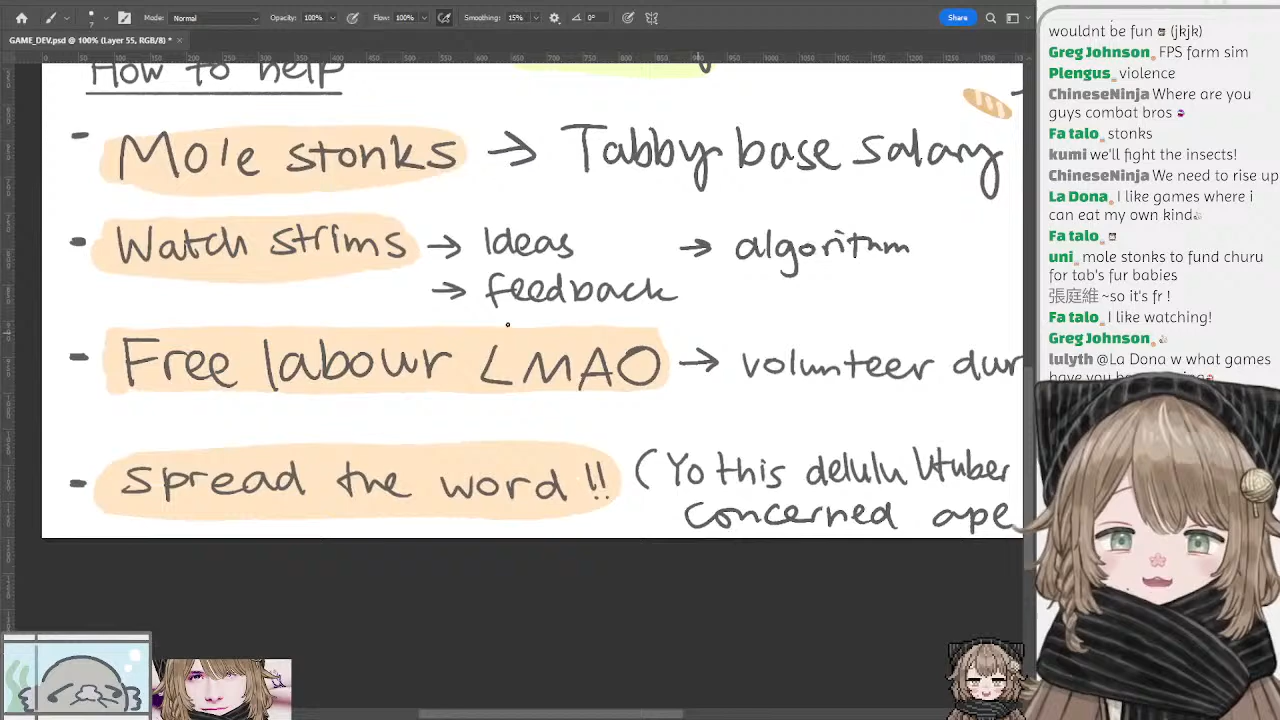 Mode: Normal Opacity: 100% Flow: 100% Smoothing: 15% 0° Share
GAME_DEV.psd @ 100% (Layer 55, RGB/8) *
How to help
- Mole stonks → Tabby base salary
- Watch strims → Ideas → algorithm
→ feedback
- Free labour LMAO → volunteer dur
- spread the word !! (Yo this delulu Vtuber
concerned ape
wouldnt be fun (jkjk)
Greg Johnson FPS farm sim
Plengus violence
ChineseNinja Where are you
guys combat bros
Fa talo stonks
kumi we'll fight the insects!
ChineseNinja We need to rise up
La Dona I like games where i
can eat my own kind
Fa talo
uni mole stonks to fund churu
for tab's fur babies
張庭維 ~so it's fr !
Fa talo I like watching!
Greg Johnson
lulyth @La Dona w what games
have you been